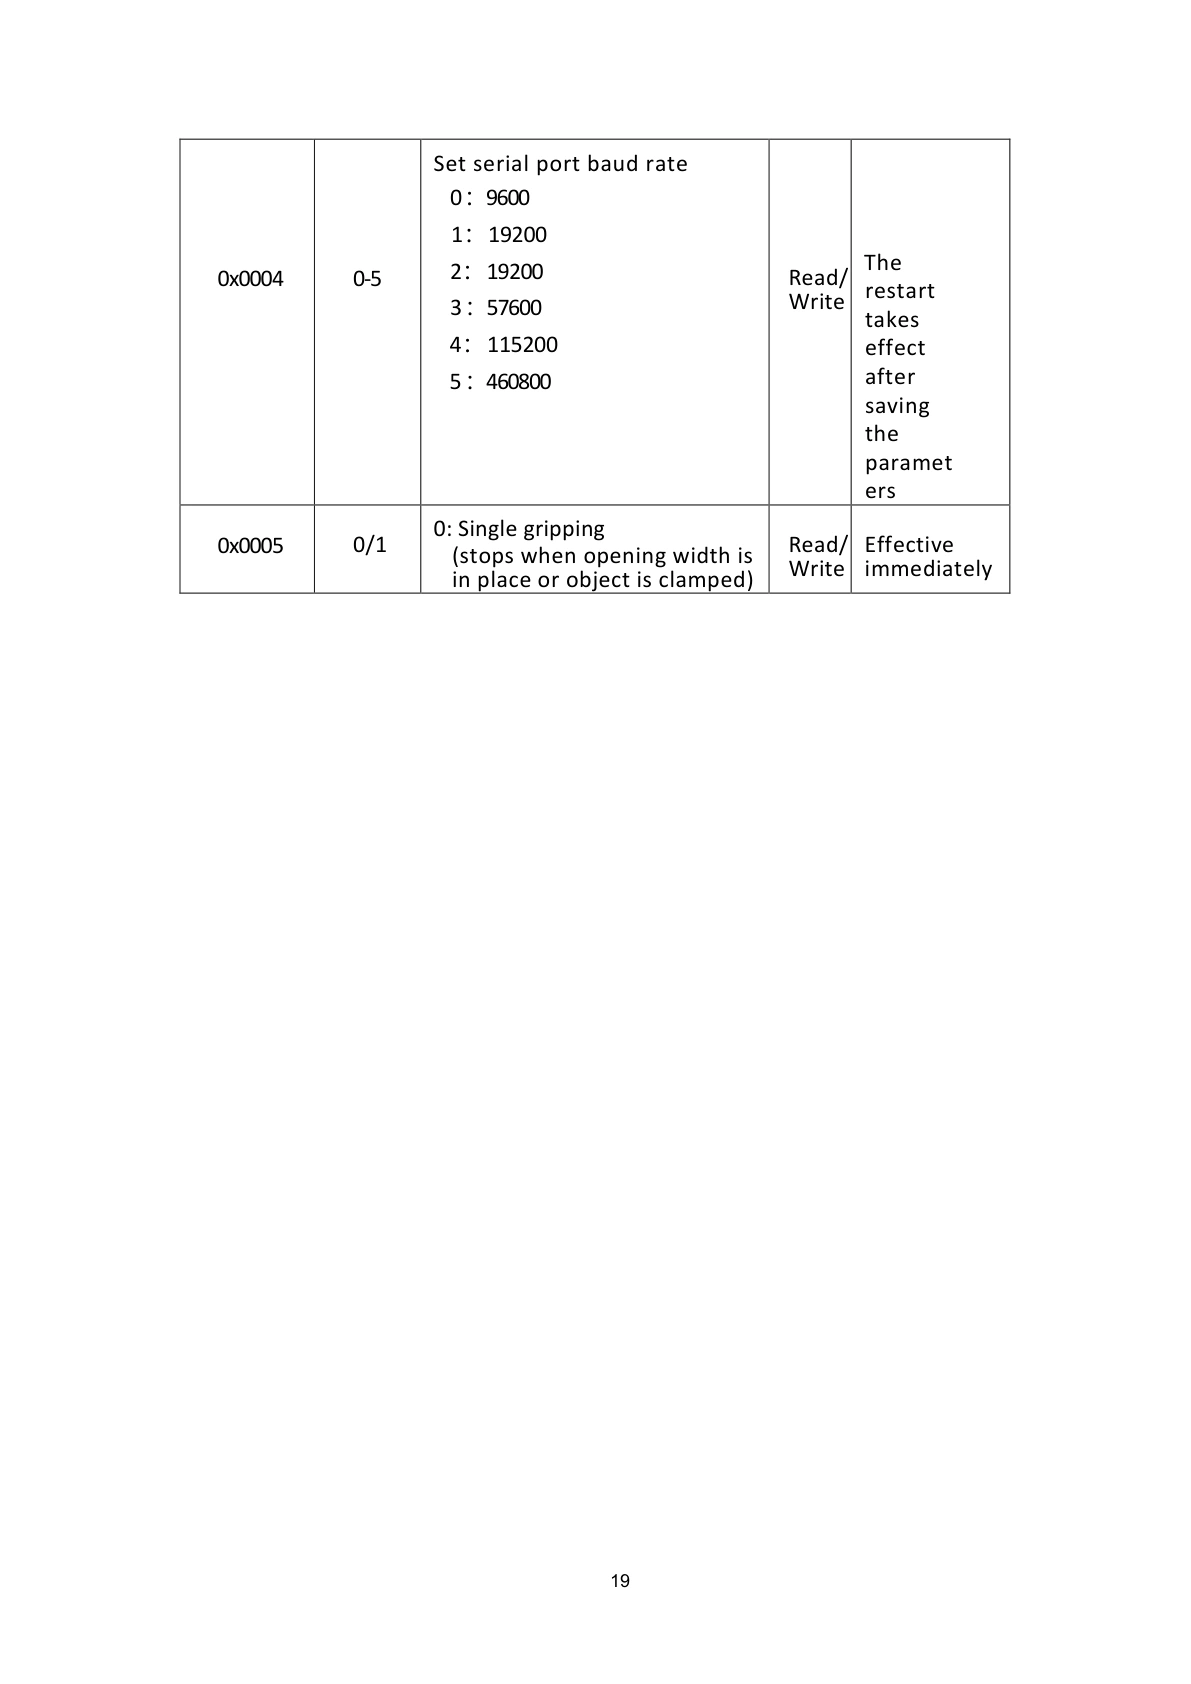 0x0004
0-5
Set serial port baud rate
0：9600
1：19200
2：19200
3：57600
4：115200
5：460800
Read/
Write
The
restart
takes
effect
after
saving
the
paramet
ers
0x0005
0/1
0: Single gripping
(stops when opening width is
in place or object is clamped)
Read/
Write
Effective
immediately
19